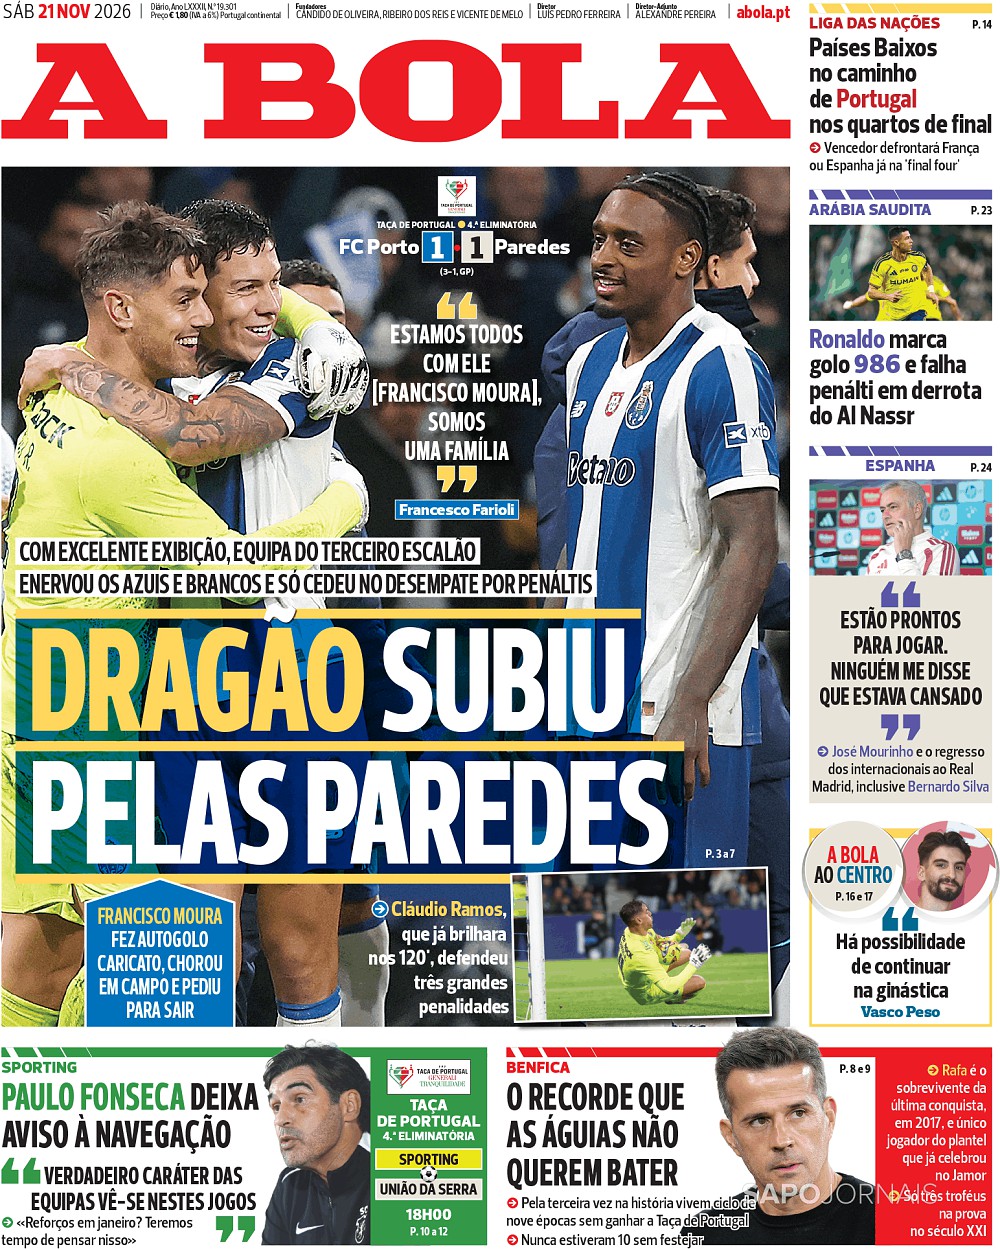 SÁB 21 NOV 2026
Diário, Ano LXXXII, N.º 19.301
Preço € 1,80 (IVA a 6%) Portugal continental
Fundadores
CÂNDIDO DE OLIVEIRA, RIBEIRO DOS REIS E VICENTE DE MELO
Diretor
LUÍS PEDRO FERREIRA
Diretor-Adjunto
ALEXANDRE PEREIRA
abola.pt
A BOLA
LIGA DAS NAÇÕES
P. 14
Países Baixos
no caminho
de Portugal
nos quartos de final
Vencedor defrontará França
ou Espanha já na 'final four'
ARÁBIA SAUDITA
P. 23
Ronaldo marca
golo 986 e falha
penálti em derrota
do Al Nassr
ESPANHA
P. 24
“
ESTÃO PRONTOS
PARA JOGAR.
NINGUÉM ME DISSE
QUE ESTAVA CANSADO
”
José Mourinho e o regresso
dos internacionais ao Real
Madrid, inclusive Bernardo Silva
A BOLA
AO CENTRO
P. 16 e 17
“
Há possibilidade
de continuar
na ginástica
Vasco Peso
TAÇA DE PORTUGAL
GENERALI
TAÇA DE PORTUGAL 4.ª ELIMINATÓRIA
FC Porto 1 1 Paredes
(3-1, GP)
“
ESTAMOS TODOS
COM ELE
[FRANCISCO MOURA],
SOMOS
UMA FAMÍLIA
”
Francesco Farioli
Betano
xtb
COM EXCELENTE EXIBIÇÃO, EQUIPA DO TERCEIRO ESCALÃO
ENERVOU OS AZUIS E BRANCOS E SÓ CEDEU NO DESEMPATE POR PENÁLTIS
DRAGÃO SUBIU
PELAS PAREDES
P. 3 a 7
FRANCISCO MOURA
FEZ AUTOGOLO
CARICATO, CHOROU
EM CAMPO E PEDIU
PARA SAIR
Cláudio Ramos,
que já brilhara
nos 120', defendeu
três grandes
penalidades
SPORTING
PAULO FONSECA DEIXA
AVISO À NAVEGAÇÃO
“ VERDADEIRO CARÁTER DAS
EQUIPAS VÊ-SE NESTES JOGOS
”
«Reforços em janeiro? Teremos
tempo de pensar nisso»
TAÇA DE PORTUGAL
GENERALI
TRANQUILIDADE
TAÇA
DE PORTUGAL
4.ª ELIMINATÓRIA
SPORTING
UNIÃO DA SERRA
18H00
P. 10 a 12
BENFICA
P. 8 e 9
O RECORDE QUE
AS ÁGUIAS NÃO
QUEREM BATER
Pela terceira vez na história vivem ciclo de
nove épocas sem ganhar a Taça de Portugal
Nunca estiveram 10 sem festejar
Rafa é o
sobrevivente da
última conquista,
em 2017, e único
jogador do plantel
que já celebrou
no Jamor
Só três troféus
na prova
no século XXI
SAPOJORNAIS